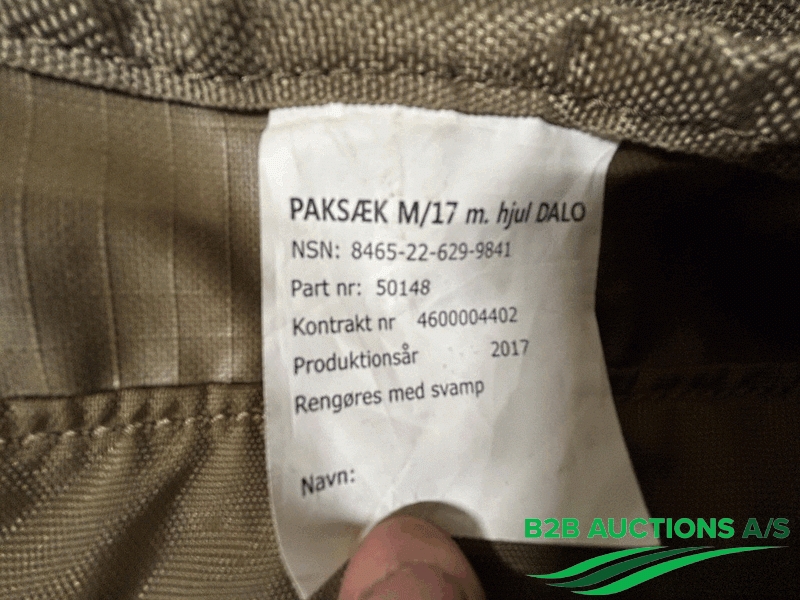 PAKSÆK M/17 m. hjul DALO
NSN: 8465-22-629-9841
Part nr: 50148
Kontrakt nr 4600004402
Produktionsår 2017
Rengøres med svamp
Navn:
B2B AUCTIONS A/S